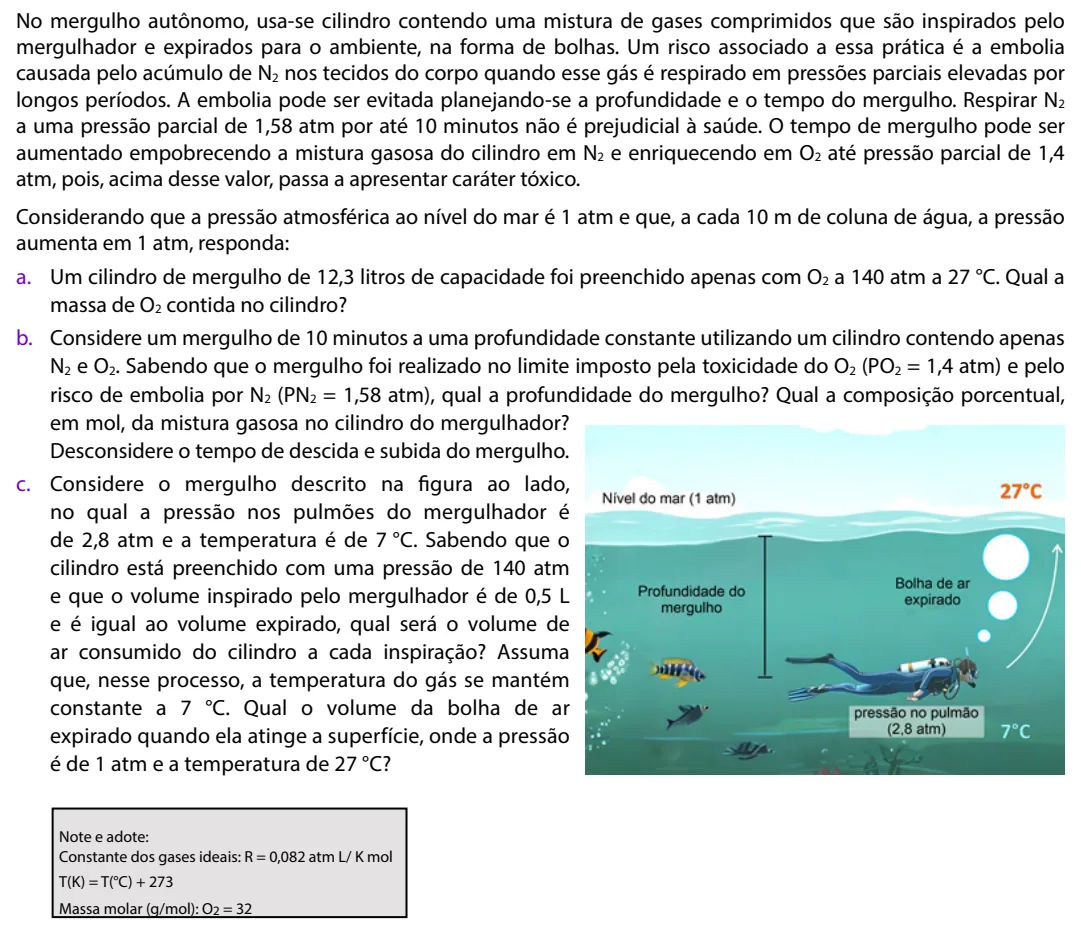 No mergulho autônomo, usa-se cilindro contendo uma mistura de gases comprimidos que são inspirados pelo
mergulhador e expirados para o ambiente, na forma de bolhas. Um risco associado a essa prática é a embolia
causada pelo acúmulo de N₂ nos tecidos do corpo quando esse gás é respirado em pressões parciais elevadas por
longos períodos. A embolia pode ser evitada planejando-se a profundidade e o tempo do mergulho. Respirar N₂
a uma pressão parcial de 1,58 atm por até 10 minutos não é prejudicial à saúde. O tempo de mergulho pode ser
aumentado empobrecendo a mistura gasosa do cilindro em N₂ e enriquecendo em O₂ até pressão parcial de 1,4
atm, pois, acima desse valor, passa a apresentar caráter tóxico.
Considerando que a pressão atmosférica ao nível do mar é 1 atm e que, a cada 10 m de coluna de água, a pressão
aumenta em 1 atm, responda:
a. Um cilindro de mergulho de 12,3 litros de capacidade foi preenchido apenas com O₂ a 140 atm a 27 °C. Qual a
massa de O₂ contida no cilindro?
b. Considere um mergulho de 10 minutos a uma profundidade constante utilizando um cilindro contendo apenas
N₂ e O₂. Sabendo que o mergulho foi realizado no limite imposto pela toxicidade do O₂ (PO₂ = 1,4 atm) e pelo
risco de embolia por N₂ (PN₂ = 1,58 atm), qual a profundidade do mergulho? Qual a composição porcentual,
em mol, da mistura gasosa no cilindro do mergulhador?
Desconsidere o tempo de descida e subida do mergulho.
c. Considere o mergulho descrito na figura ao lado,
no qual a pressão nos pulmões do mergulhador é
de 2,8 atm e a temperatura é de 7 °C. Sabendo que o
cilindro está preenchido com uma pressão de 140 atm
e que o volume inspirado pelo mergulhador é de 0,5 L
e é igual ao volume expirado, qual será o volume de
ar consumido do cilindro a cada inspiração? Assuma
que, nesse processo, a temperatura do gás se mantém
constante a 7 °C. Qual o volume da bolha de ar
expirado quando ela atinge a superfície, onde a pressão
é de 1 atm e a temperatura de 27 °C?
Nível do mar (1 atm)
27°C
Profundidade do
mergulho
Bolha de ar
expirado
pressão no pulmão
(2,8 atm)
7°C
Note e adote:
Constante dos gases ideais: R = 0,082 atm L/ K mol
T(K) = T(°C) + 273
Massa molar (g/mol): O₂ = 32